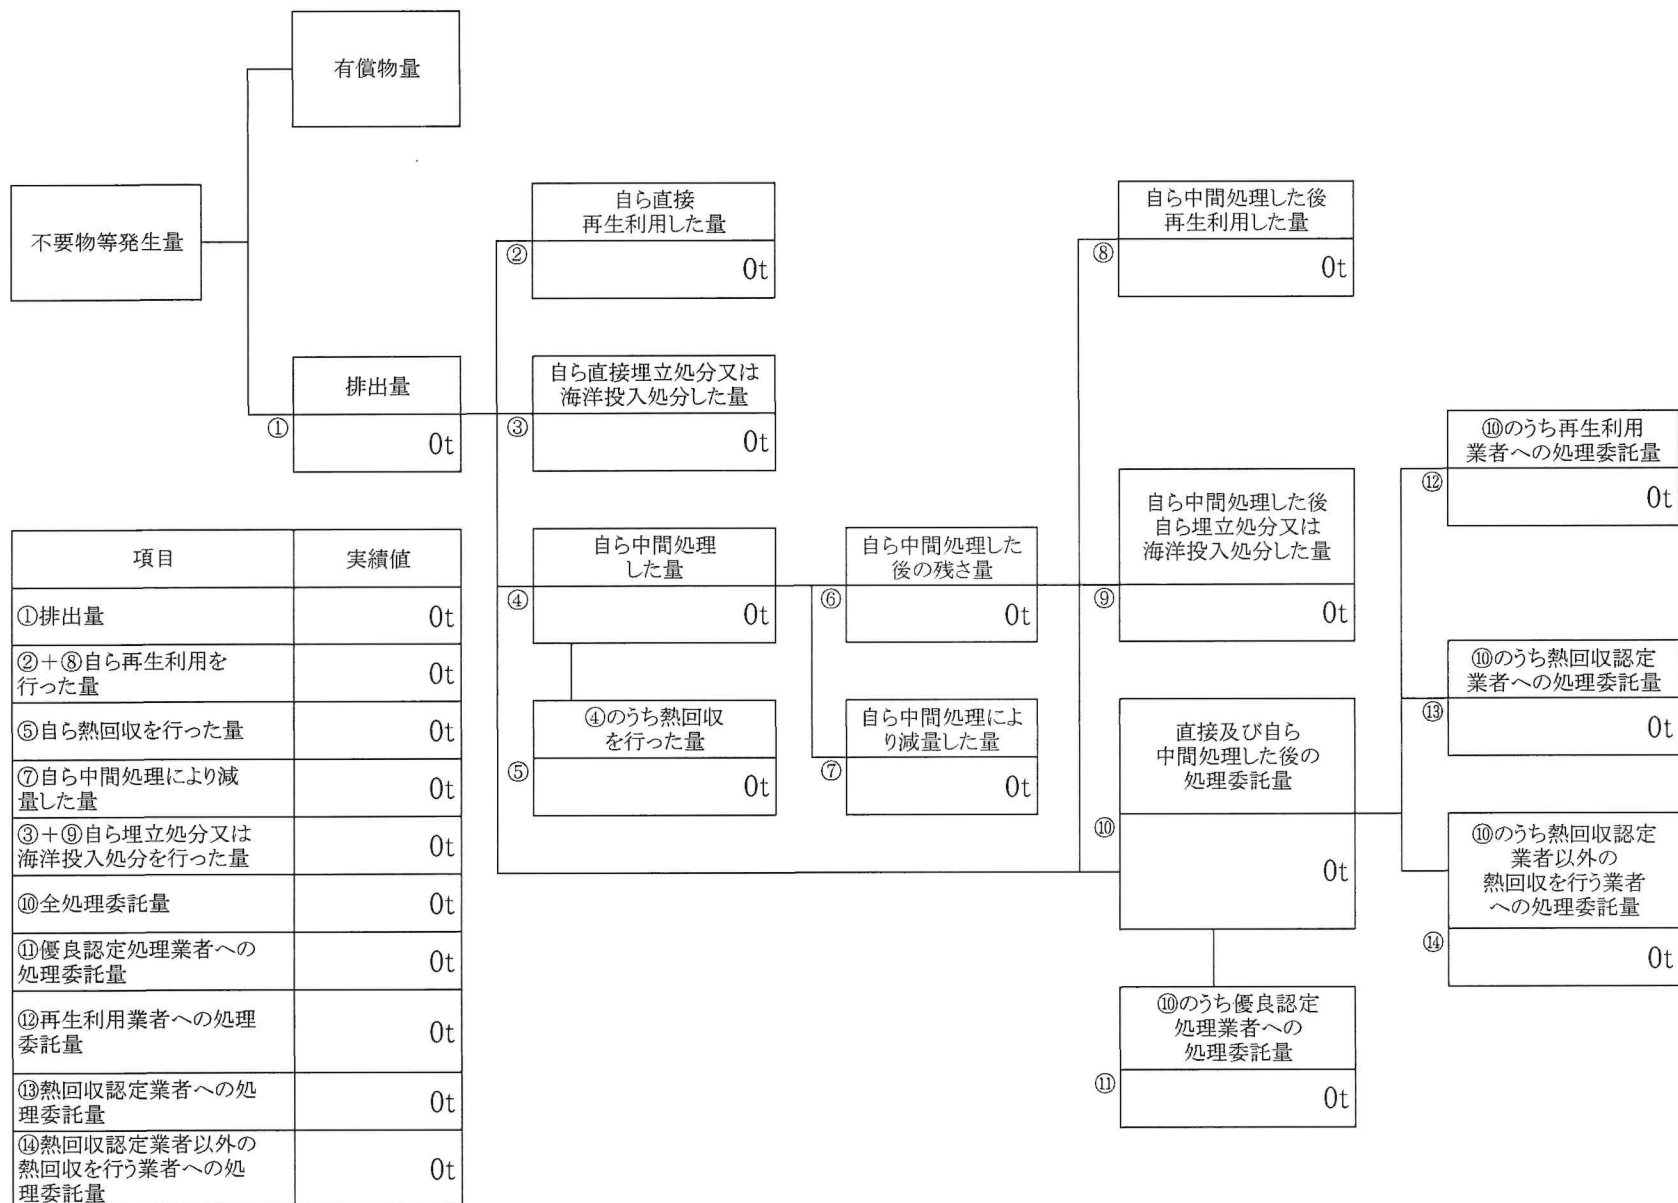 有償物量
不要物等発生量
① 排出量
0t
② 自ら直接
再生利用した量
0t
③ 自ら直接埋立処分又は
海洋投入処分した量
0t
④ 自ら中間処理
した量
0t
⑤ ④のうち熱回収
を行った量
0t
⑥ 自ら中間処理した
後の残さ量
0t
⑦ 自ら中間処理によ
り減量した量
0t
⑧ 自ら中間処理した後
再生利用した量
0t
⑨ 自ら中間処理した後
自ら埋立処分又は
海洋投入処分した量
0t
⑩ 直接及び自ら
中間処理した後の
処理委託量
0t
⑪ ⑩のうち優良認定
処理業者への
処理委託量
0t
⑫ ⑩のうち再生利用
業者への処理委託量
0t
⑬ ⑩のうち熱回収認定
業者への処理委託量
0t
⑭ ⑩のうち熱回収認定
業者以外の
熱回収を行う業者
への処理委託量
0t
項目 実績値
①排出量 0t
②+⑧自ら再生利用を
行った量 0t
⑤自ら熱回収を行った量 0t
⑦自ら中間処理により減
量した量 0t
③+⑨自ら埋立処分又は
海洋投入処分を行った量 0t
⑩全処理委託量 0t
⑪優良認定処理業者への
処理委託量 0t
⑫再生利用業者への処理
委託量 0t
⑬熱回収認定業者への処
理委託量 0t
⑭熱回収認定業者以外の
熱回収を行う業者への処
理委託量 0t